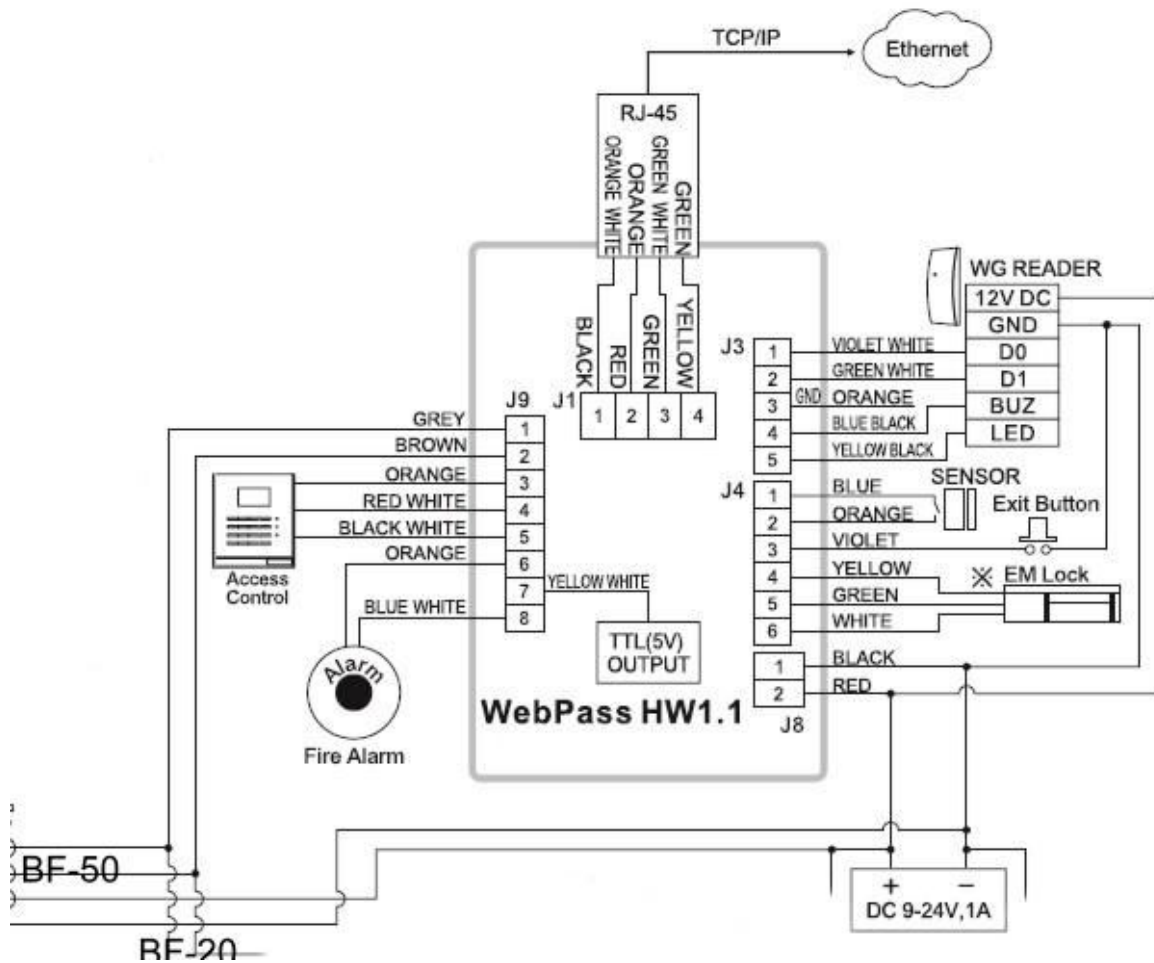 TCP/IP
Ethernet
RJ-45
ORANGE WHITE
ORANGE
GREEN WHITE
GREEN
BLACK
RED
GREEN
YELLOW
J1
1 2 3 4
WG READER
12V DC
GND
D0
D1
BUZ
LED
J3
1 VIOLET WHITE
2 GREEN WHITE
3 GND ORANGE
4 BLUE BLACK
5 YELLOW BLACK
J9
GREY 1
BROWN 2
ORANGE 3
RED WHITE 4
BLACK WHITE 5
ORANGE 6
7 YELLOW WHITE
BLUE WHITE 8
Access
Control
TTL(5V)
OUTPUT
Alarm
Fire Alarm
J4
SENSOR
Exit Button
1 BLUE
2 ORANGE
3 VIOLET
4 YELLOW
※ EM Lock
5 GREEN
6 WHITE
1 BLACK
2 RED
J8
WebPass HW1.1
BF-50
BF-20
+ −
DC 9-24V,1A